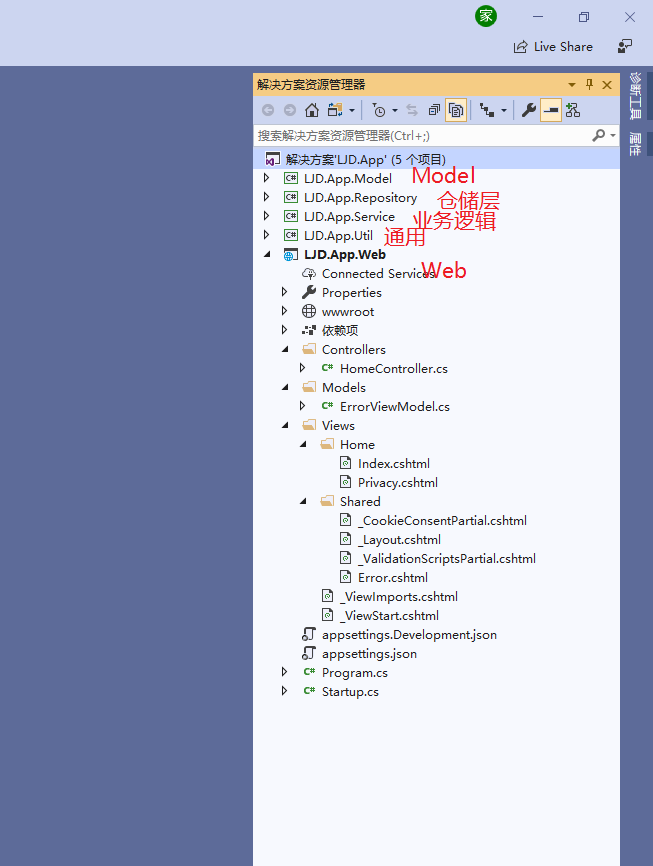 家
Live Share
解决方案资源管理器
搜索解决方案资源管理器(Ctrl+;)
解决方案'LJD.App' (5 个项目)
LJD.App.Model Model
LJD.App.Repository 仓储层
LJD.App.Service 业务逻辑
LJD.App.Util 通用
LJD.App.Web
Connected Services Web
Properties
wwwroot
依赖项
Controllers
C# HomeController.cs
Models
C# ErrorViewModel.cs
Views
Home
Index.cshtml
Privacy.cshtml
Shared
_CookieConsentPartial.cshtml
_Layout.cshtml
_ValidationScriptsPartial.cshtml
Error.cshtml
_ViewImports.cshtml
_ViewStart.cshtml
appsettings.Development.json
appsettings.json
C# Program.cs
C# Startup.cs
诊断工具
属性